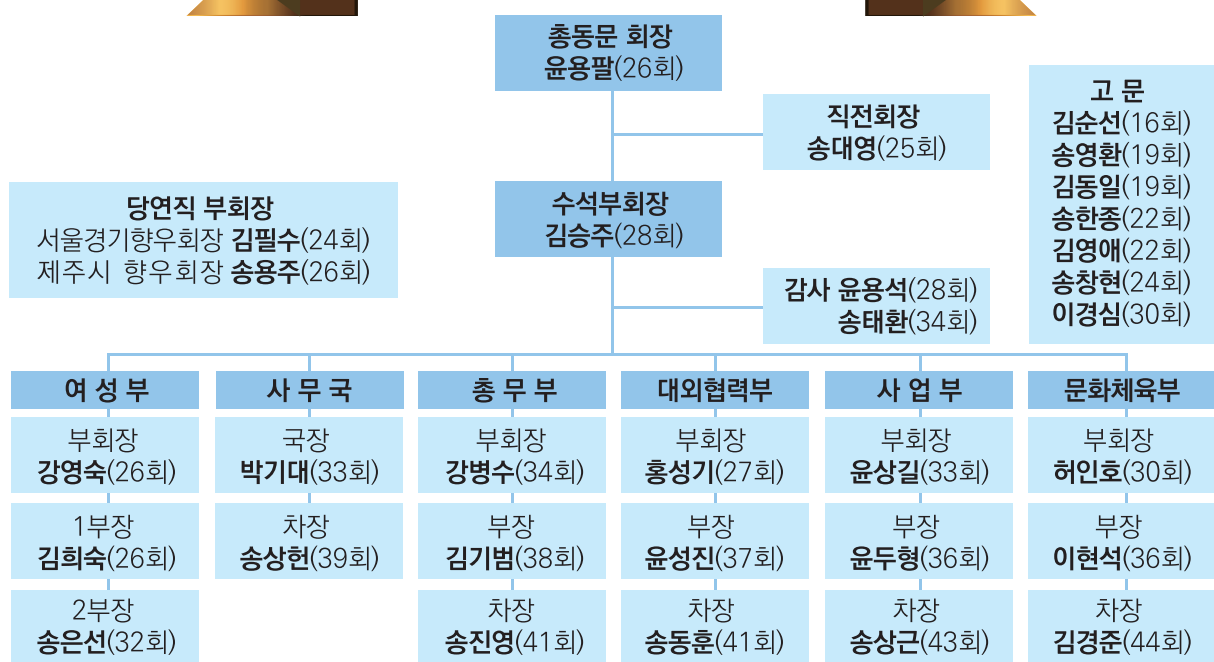 총동문 회장
윤용팔(26회)
직전회장
송대영(25회)
고 문
김순선(16회)
송영환(19회)
김동일(19회)
송한종(22회)
김영애(22회)
송창현(24회)
이경심(30회)
당연직 부회장
서울경기향우회장 김필수(24회)
제주시 향우회장 송용주(26회)
수석부회장
김승주(28회)
감사 윤용석(28회)
송태환(34회)
여 성 부
부회장
강영숙(26회)
1부장
김희숙(26회)
2부장
송은선(32회)
사 무 국
국장
박기대(33회)
차장
송상헌(39회)
총 무 부
부회장
강병수(34회)
부장
김기범(38회)
차장
송진영(41회)
대외협력부
부회장
홍성기(27회)
부장
윤성진(37회)
차장
송동훈(41회)
사 업 부
부회장
윤상길(33회)
부장
윤두형(36회)
차장
송상근(43회)
문화체육부
부회장
허인호(30회)
부장
이현석(36회)
차장
김경준(44회)